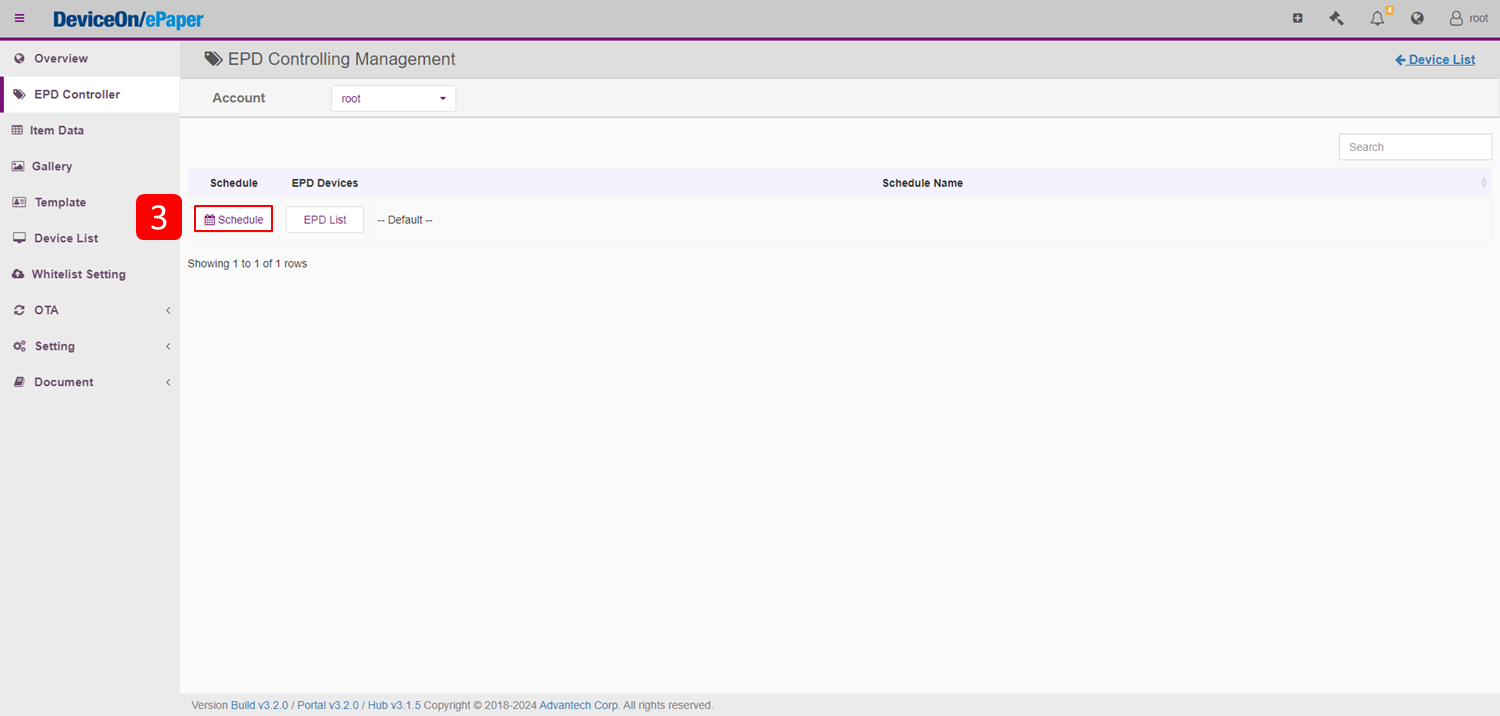 DeviceOn/ePaper
4
root
Overview
EPD Controller
Item Data
Gallery
Template
Device List
Whitelist Setting
OTA
Setting
Document
EPD Controlling Management
Device List
Account
root
Search
Schedule EPD Devices Schedule Name
3
Schedule EPD List -- Default --
Showing 1 to 1 of 1 rows
Version Build v3.2.0 / Portal v3.2.0 / Hub v3.1.5 Copyright © 2018-2024 Advantech Corp. All rights reserved.